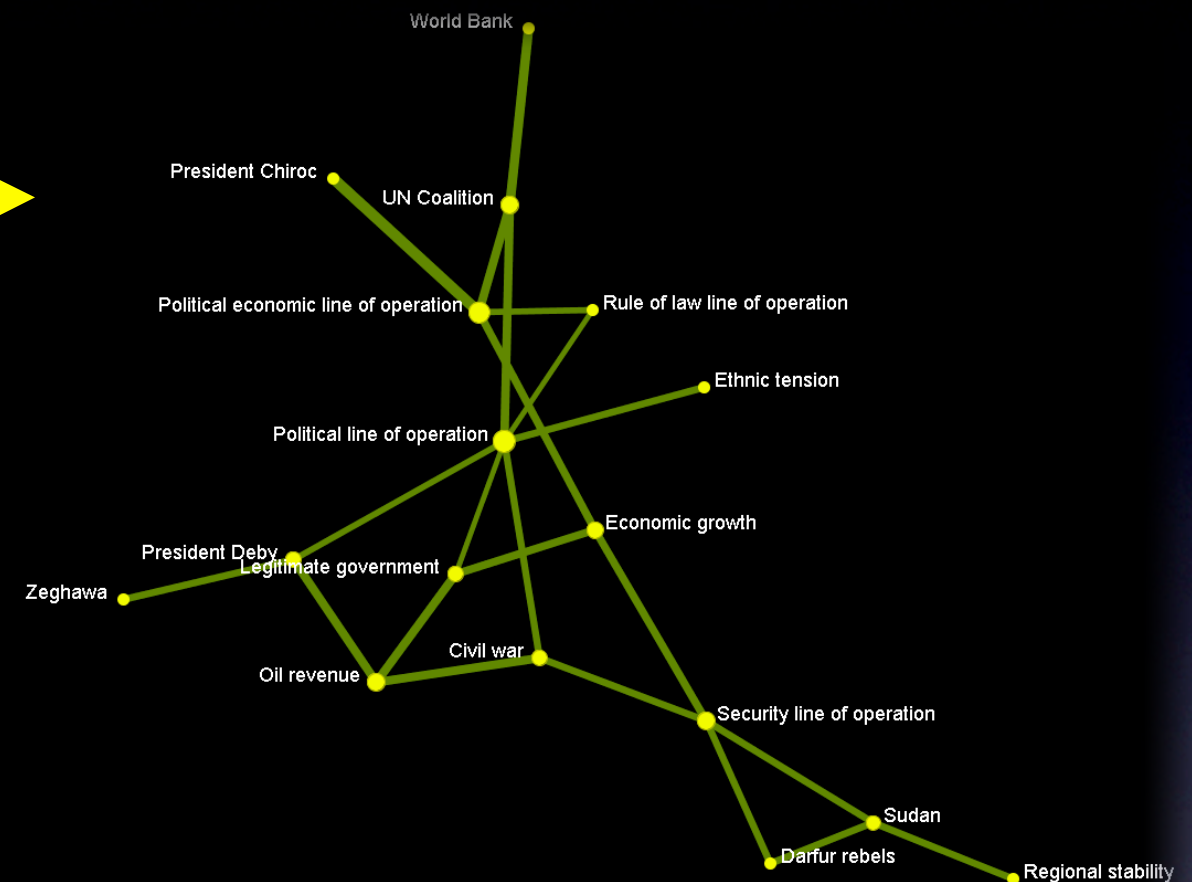 World Bank
President Chiroc
UN Coalition
Political economic line of operation
Rule of law line of operation
Ethnic tension
Political line of operation
Economic growth
President Deby
Legitimate government
Zeghawa
Civil war
Oil revenue
Security line of operation
Sudan
Darfur rebels
Regional stability